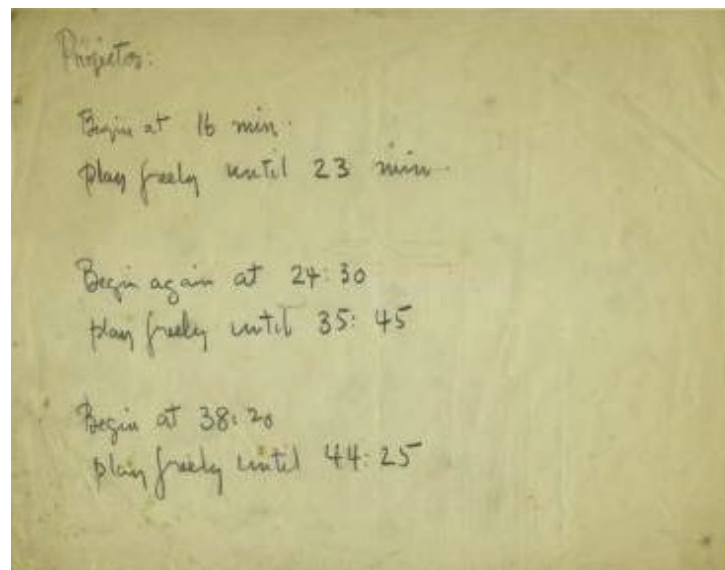 Projector:
Begin at 16 min.
play freely until 23 min.
Begin again at 24:30
play freely until 35:45
Begin at 38:20
play freely until 44:25